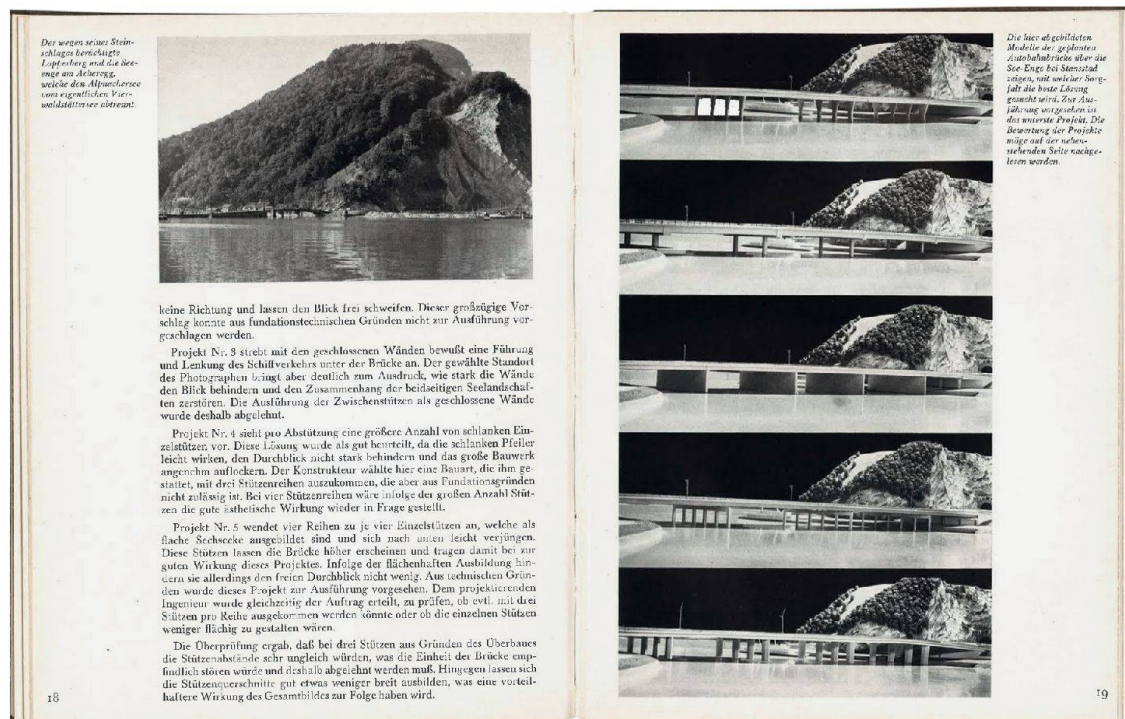 Der wegen seines Stein-
schlages berüchtigte
Lopperberg und die See-
enge am Acheregg,
welche den Alpnachersee
vom eigentlichen Vier-
waldstättersee abtrennt.
keine Richtung und lassen den Blick frei schweifen. Dieser großzügige Vor-
schlag konnte aus fundationstechnischen Gründen nicht zur Ausführung vor-
geschlagen werden.
Projekt Nr. 3 strebt mit den geschlossenen Wänden bewußt eine Führung
und Lenkung des Schiffverkehrs unter der Brücke an. Der gewählte Standort
des Photographen bringt aber deutlich zum Ausdruck, wie stark die Wände
den Blick behindern und den Zusammenhang der beidseitigen Seelandschaf-
ten zerstören. Die Ausführung der Zwischenstützen als geschlossene Wände
wurde deshalb abgelehnt.
Projekt Nr. 4 sieht pro Abstützung eine größere Anzahl von schlanken Ein-
zelstützen vor. Diese Lösung wurde als gut beurteilt, da die schlanken Pfeiler
leicht wirken, den Durchblick nicht stark behindern und das große Bauwerk
angenehm auflockern. Der Konstrukteur wählte hier eine Bauart, die ihm ge-
stattet, mit drei Stützenreihen auszukommen, die aber aus Fundationsgründen
nicht zulässig ist. Bei vier Stützenreihen wäre infolge der großen Anzahl Stüt-
zen die gute ästhetische Wirkung wieder in Frage gestellt.
Projekt Nr. 5 wendet vier Reihen zu je vier Einzelstützen an, welche als
flache Sechsecke ausgebildet sind und sich nach unten leicht verjüngen.
Diese Stützen lassen die Brücke höher erscheinen und tragen damit bei zur
guten Wirkung dieses Projektes. Infolge der flächenhaften Ausbildung hin-
dern sie allerdings den freien Durchblick nicht wenig. Aus technischen Grün-
den wurde dieses Projekt zur Ausführung vorgesehen. Dem projektierenden
Ingenieur wurde gleichzeitig der Auftrag erteilt, zu prüfen, ob evtl. mit drei
Stützen pro Reihe ausgekommen werden könnte oder ob die einzelnen Stützen
weniger flächig zu gestalten wären.
Die Überprüfung ergab, daß bei drei Stützen aus Gründen des Überbaues
die Stützenabstände sehr ungleich würden, was die Einheit der Brücke emp-
findlich stören würde und deshalb abgelehnt werden muß. Hingegen lassen sich
die Stützenquerschnitte gut etwas weniger breit ausbilden, was eine vorteil-
haftere Wirkung des Gesamtbildes zur Folge haben wird.
18
Die hier abgebildeten
Modelle der geplanten
Autobahnbrücke über die
See-Enge bei Stansstad
zeigen, mit welcher Sorg-
falt die beste Lösung
gesucht wird. Zur Aus-
führung vorgesehen ist
das unterste Projekt. Die
Bewertung der Projekte
möge auf der neben-
stehenden Seite nachge-
lesen werden.
19